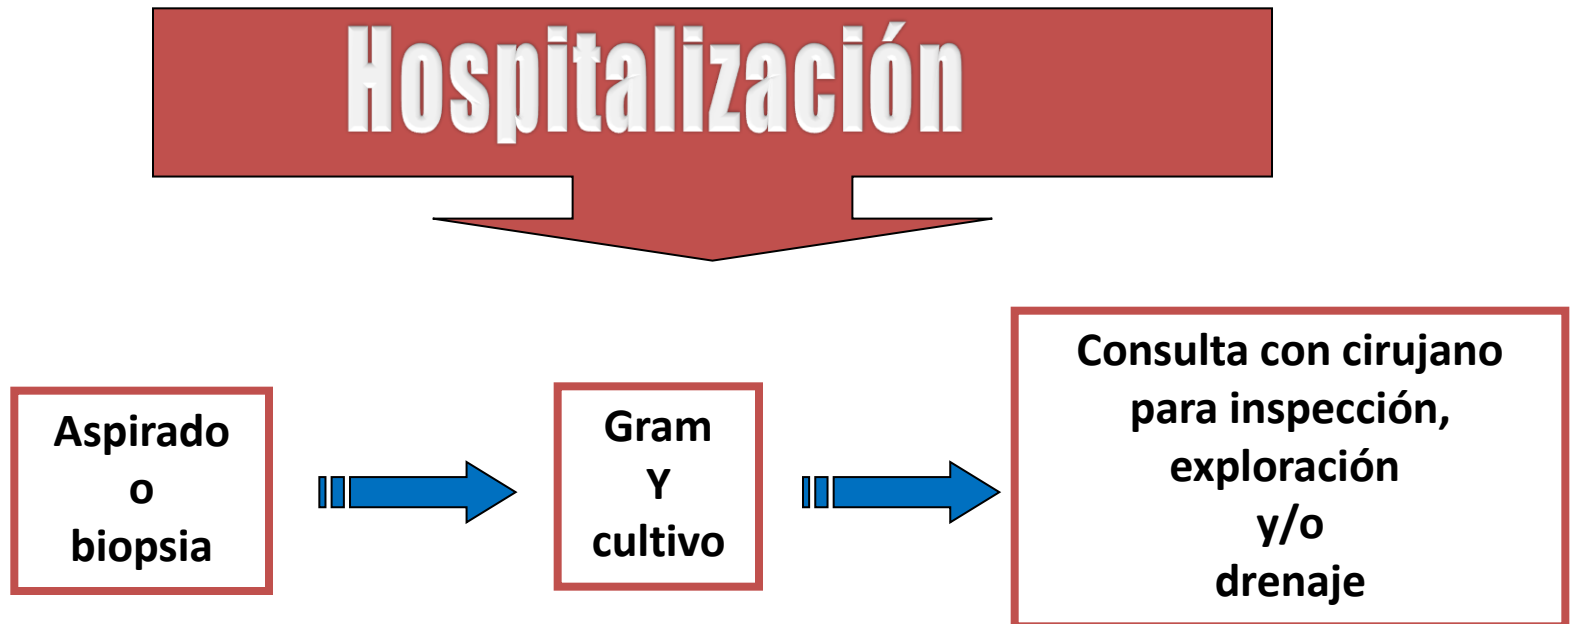 Hospitalización
Aspirado
o
biopsia
Gram
Y
cultivo
Consulta con cirujano
para inspección,
exploración
y/o
drenaje